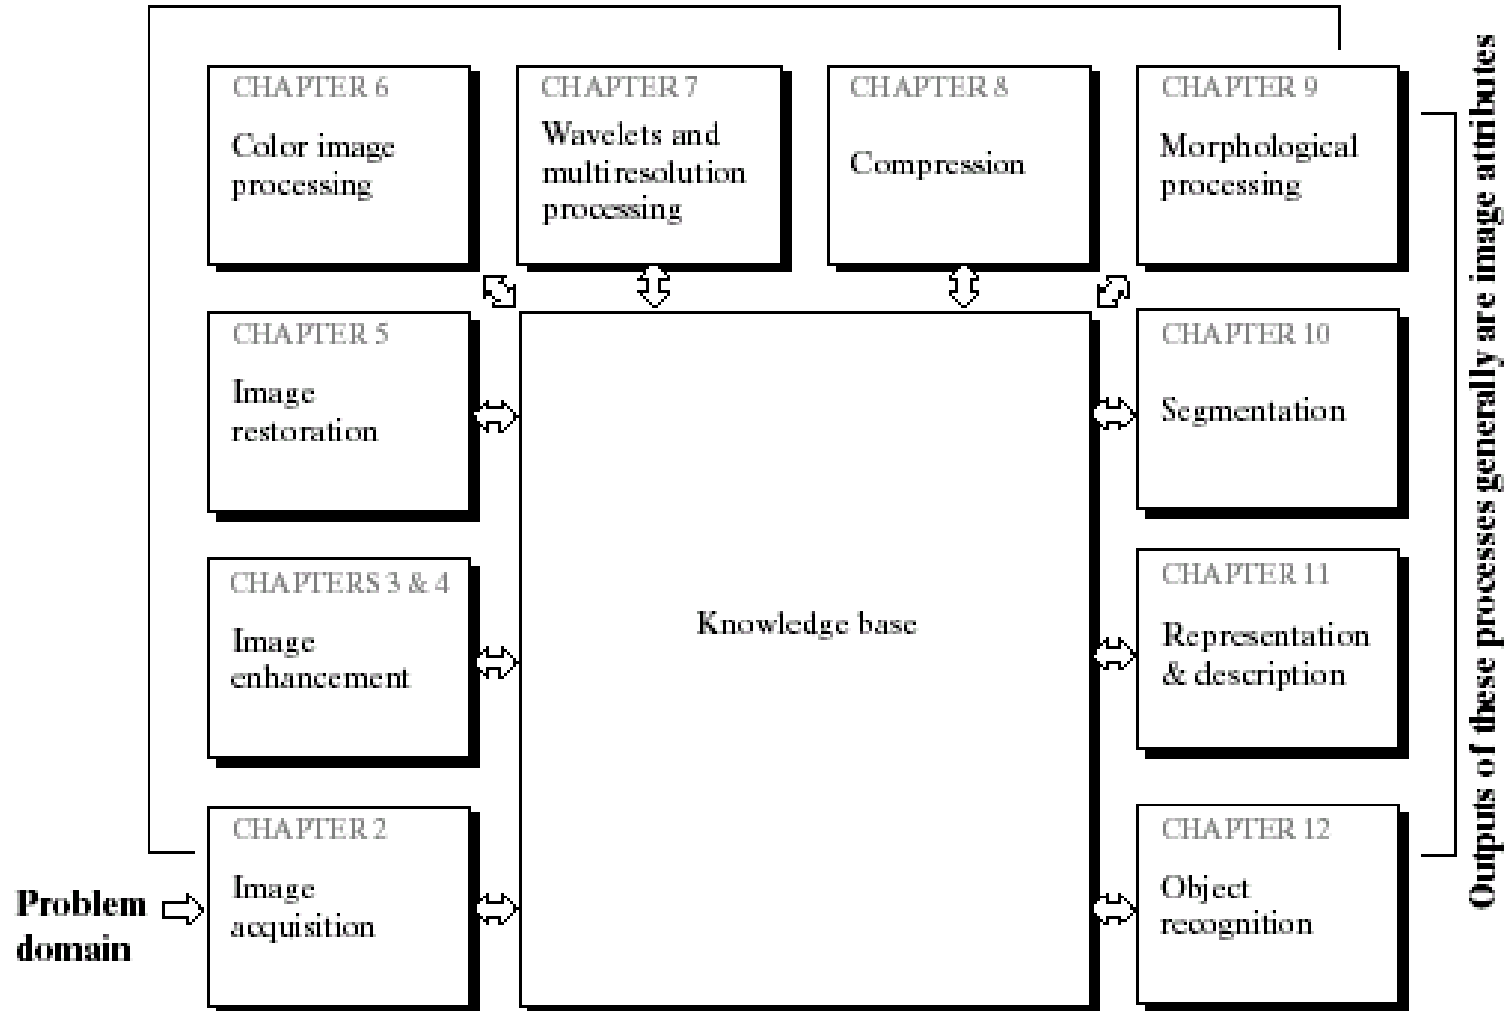 CHAPTER 6
Color image
processing
CHAPTER 7
Wavelets and
multiresolution
processing
CHAPTER 8
Compression
CHAPTER 9
Morphological
processing
CHAPTER 5
Image
restoration
CHAPTER 10
Segmentation
CHAPTERS 3 & 4
Image
enhancement
Knowledge base
CHAPTER 11
Representation
& description
CHAPTER 2
Image
acquisition
CHAPTER 12
Object
recognition
Problem
domain
Outputs of these processes generally are image attributes